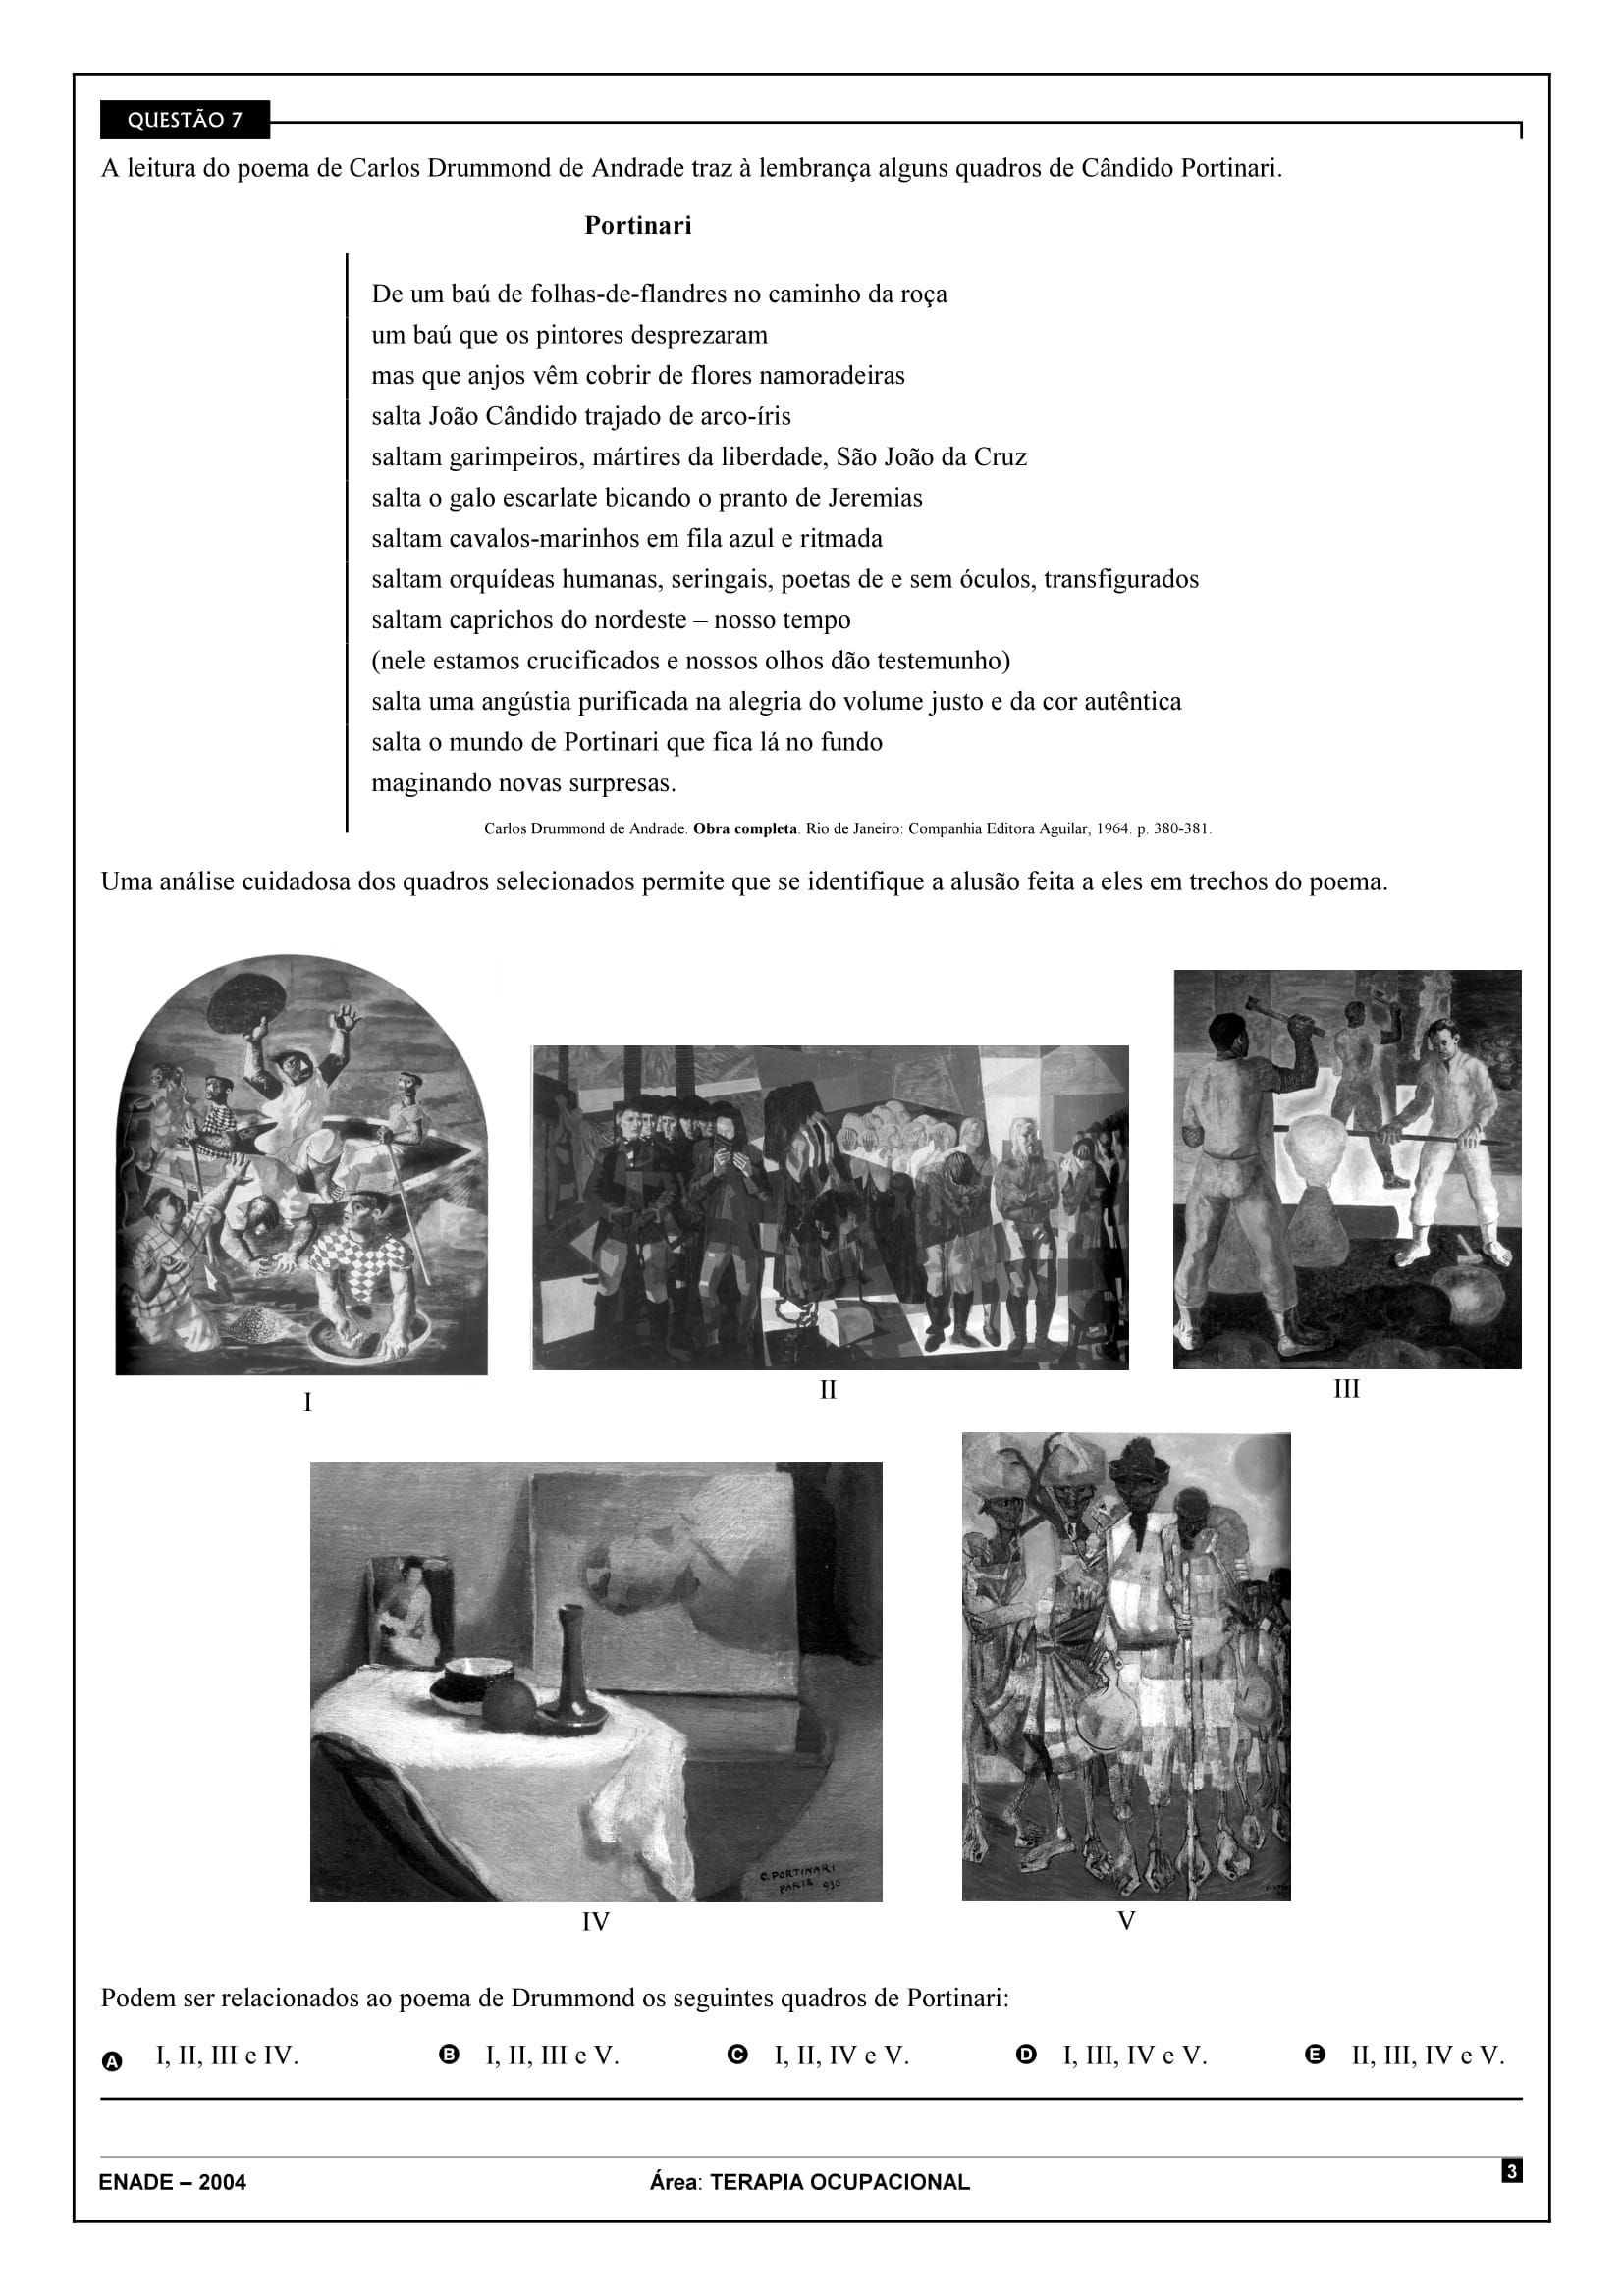 QUESTÃO 7
A leitura do poema de Carlos Drummond de Andrade traz à lembrança alguns quadros de Cândido Portinari.
Portinari
De um baú de folhas-de-flandres no caminho da roça
um baú que os pintores desprezaram
mas que anjos vêm cobrir de flores namoradeiras
salta João Cândido trajado de arco-íris
saltam garimpeiros, mártires da liberdade, São João da Cruz
salta o galo escarlate bicando o pranto de Jeremias
saltam cavalos-marinhos em fila azul e ritmada
saltam orquídeas humanas, seringais, poetas de e sem óculos, transfigurados
saltam caprichos do nordeste – nosso tempo
(nele estamos crucificados e nossos olhos dão testemunho)
salta uma angústia purificada na alegria do volume justo e da cor autêntica
salta o mundo de Portinari que fica lá no fundo
maginando novas surpresas.
Carlos Drummond de Andrade. Obra completa. Rio de Janeiro: Companhia Editora Aguilar, 1964. p. 380-381.
Uma análise cuidadosa dos quadros selecionados permite que se identifique a alusão feita a eles em trechos do poema.
I
II
III
C. PORTINARI
PARIS 930
IV
V
Podem ser relacionados ao poema de Drummond os seguintes quadros de Portinari:
A I, II, III e IV.
B I, II, III e V.
C I, II, IV e V.
D I, III, IV e V.
E II, III, IV e V.
ENADE – 2004
Área: TERAPIA OCUPACIONAL
3